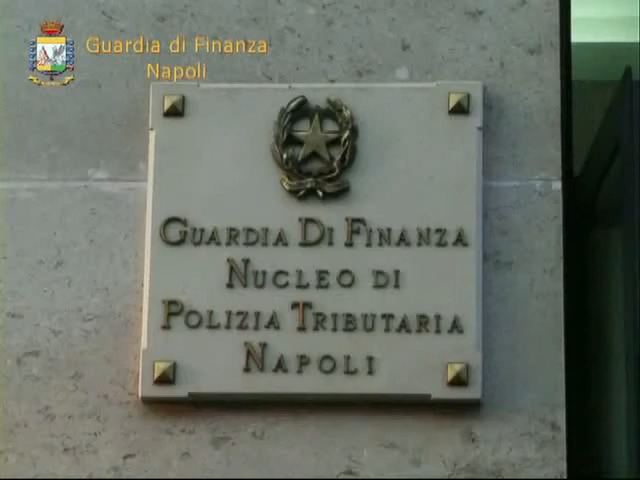 Guardia di Finanza
Napoli
GUARDIA DI FINANZA
NUCLEO DI
POLIZIA TRIBUTARIA
NAPOLI